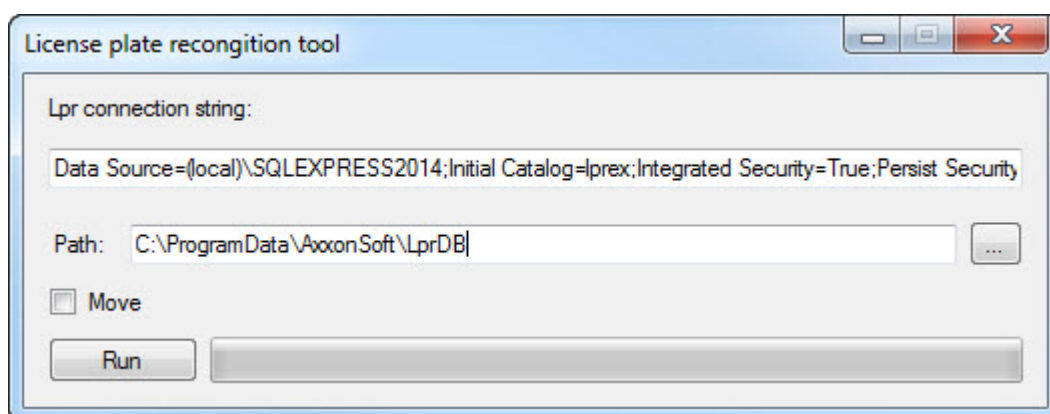 License plate recongition tool
Lpr connection string:
Data Source=(local)\SQLEXPRESS2014;Initial Catalog=lprex;Integrated Security=True;Persist Security
Path: C:\ProgramData\AxxonSoft\LprDB ...
Move
Run